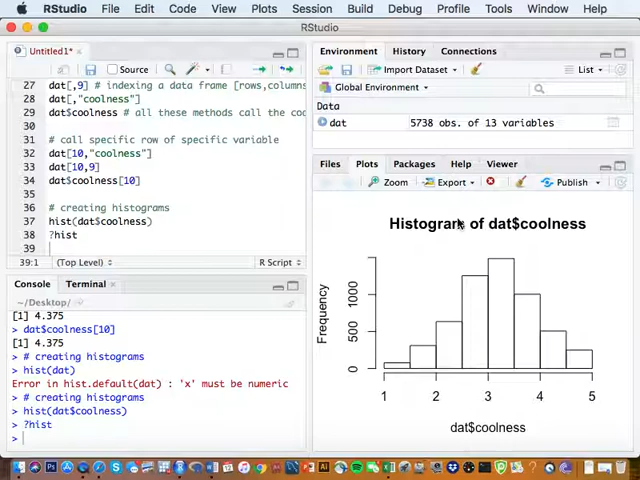 RStudio File Edit Code View Plots Session Build Debug Profile Tools Window Help
RStudio
Untitled1*
Source
27 dat[,9] # indexing a data frame [rows,columns
28 dat[,"coolness"]
29 dat$coolness # all these methods call the coo
30
31 # call specific row of specific variable
32 dat[10,"coolness"]
33 dat[10,9]
34 dat$coolness[10]
35
36 # creating histograms
37 hist(dat$coolness)
38 ?hist
39
39:1 (Top Level) R Script
Console Terminal
~/Desktop/
[1] 4.375
> dat$coolness[10]
[1] 4.375
> # creating histograms
> hist(dat)
Error in hist.default(dat) : 'x' must be numeric
> # creating histograms
> hist(dat$coolness)
> ?hist
>
Environment History Connections
Import Dataset List
Global Environment
Data
dat 5738 obs. of 13 variables
Files Plots Packages Help Viewer
Zoom Export Publish
Histogram of dat$coolness
Frequency
1000
500
0
1 2 3 4 5
dat$coolness